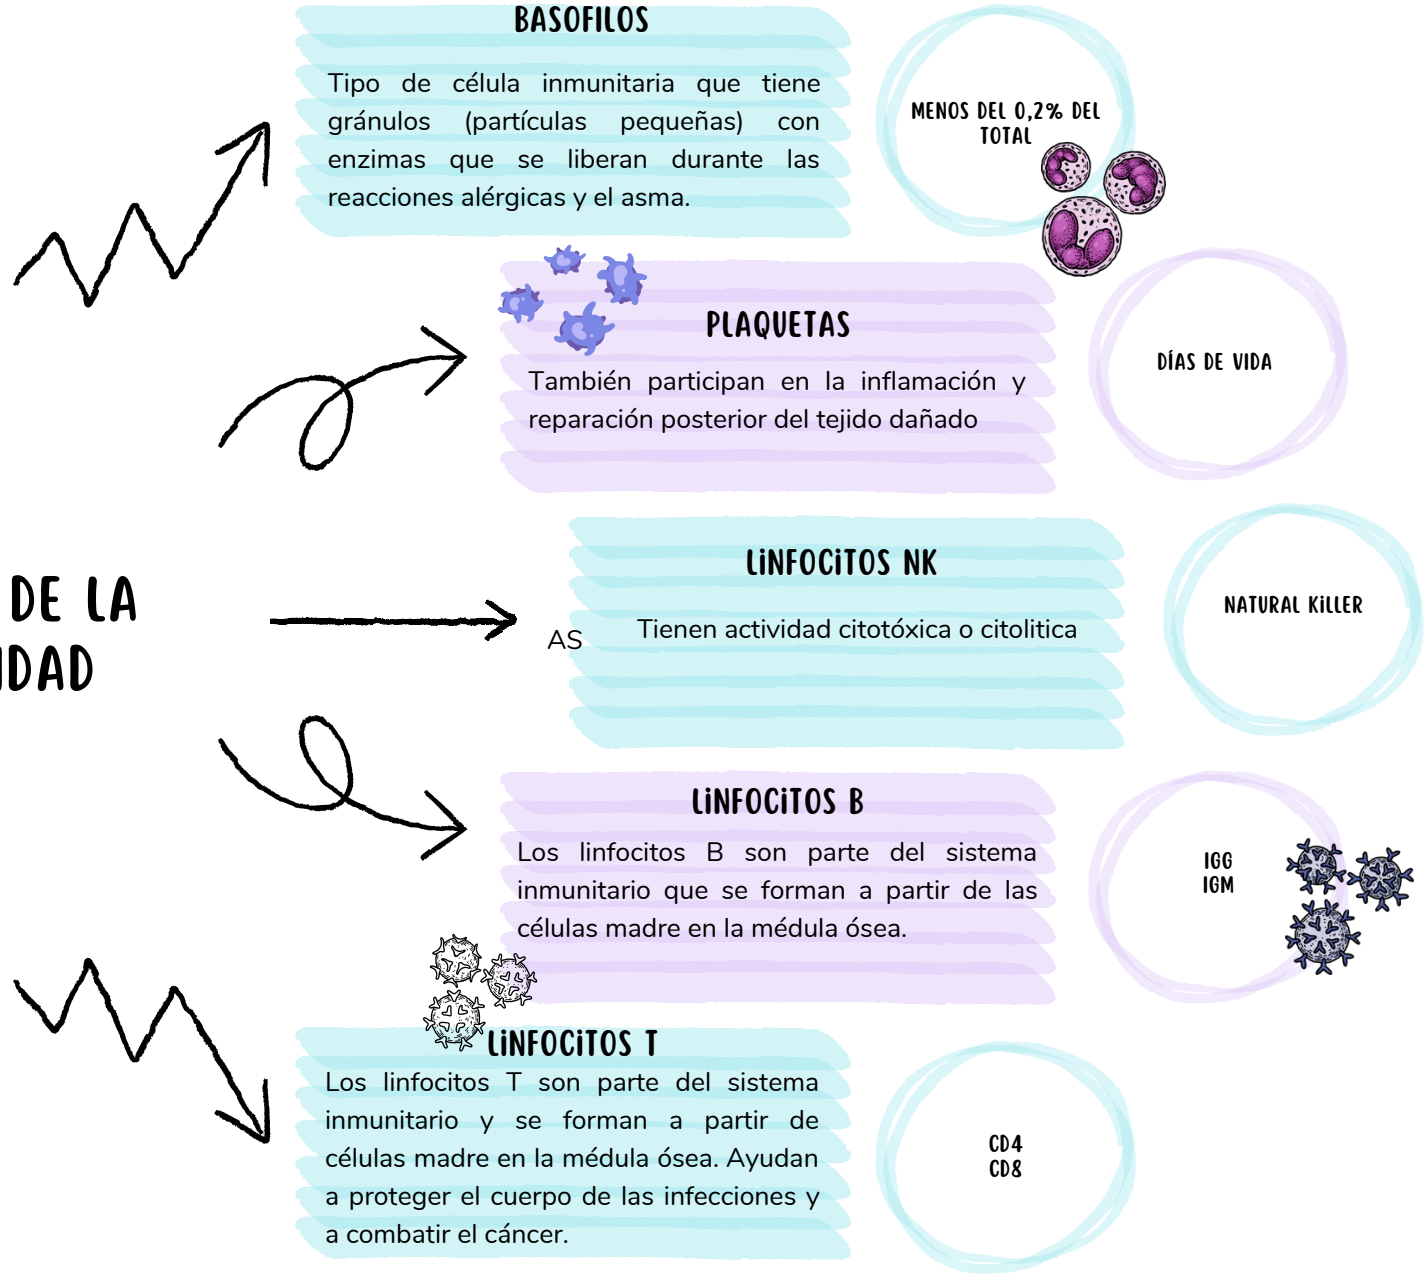 BASOFILOS
Tipo de célula inmunitaria que tiene
gránulos (partículas pequeñas) con
enzimas que se liberan durante las
reacciones alérgicas y el asma.
MENOS DEL 0,2% DEL
TOTAL
PLAQUETAS
También participan en la inflamación y
reparación posterior del tejido dañado
DÍAS DE VIDA
DE LA
IDAD
LiNFOCiTOS NK
AS
Tienen actividad citotóxica o citolitica
NATURAL KiLLER
LiNFOCiTOS B
Los linfocitos B son parte del sistema
inmunitario que se forman a partir de las
células madre en la médula ósea.
IGG
IGM
LiNFOCiTOS T
Los linfocitos T son parte del sistema
inmunitario y se forman a partir de
células madre en la médula ósea. Ayudan
a proteger el cuerpo de las infecciones y
a combatir el cáncer.
CD4
CD8